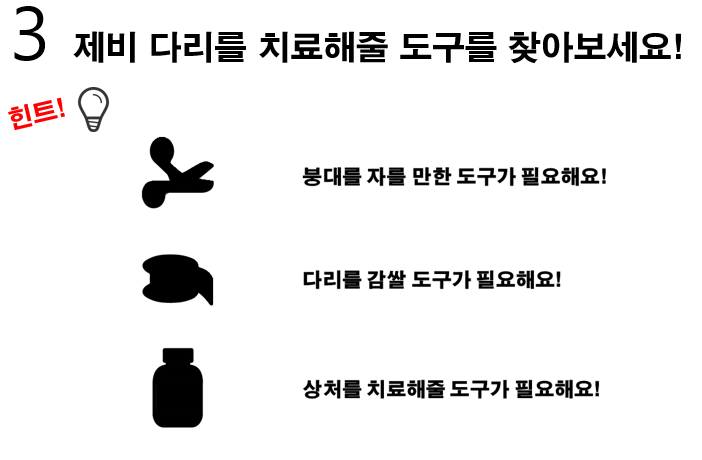 3 제비 다리를 치료해줄 도구를 찾아보세요!
힌트!
붕대를 자를 만한 도구가 필요해요!
다리를 감쌀 도구가 필요해요!
상처를 치료해줄 도구가 필요해요!